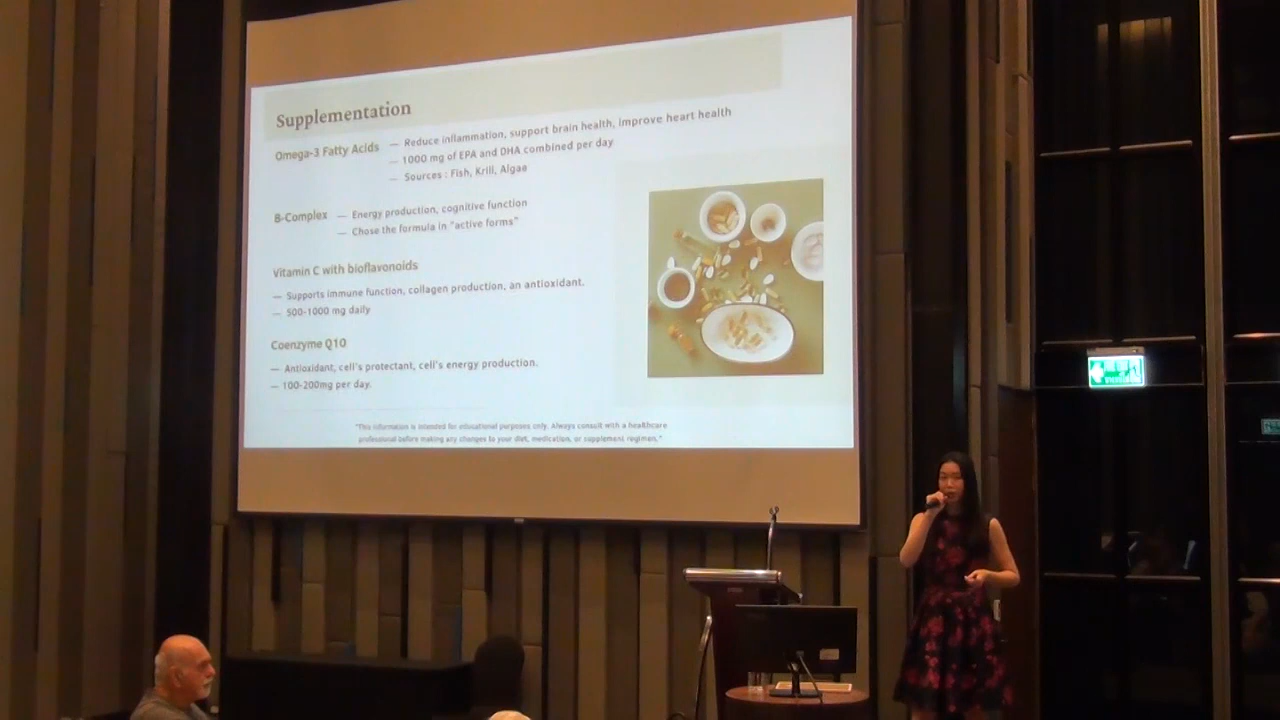 Supplementation
Omega-3 Fatty Acids
— Reduce inflammation, support brain health, improve heart health
— 1000 mg of EPA and DHA combined per day
— Sources : Fish, Krill, Algae
B-Complex
— Energy production, cognitive function
— Chose the formula in "active forms"
Vitamin C with bioflavonoids
— Supports immune function, collagen production, an antioxidant.
— 500-1000 mg daily
Coenzyme Q10
— Antioxidant, cell's protectant, cell's energy production.
— 100-200mg per day.
"This information is intended for educational purposes only. Always consult with a healthcare
professional before making any changes to your diet, medication, or supplement regimen."